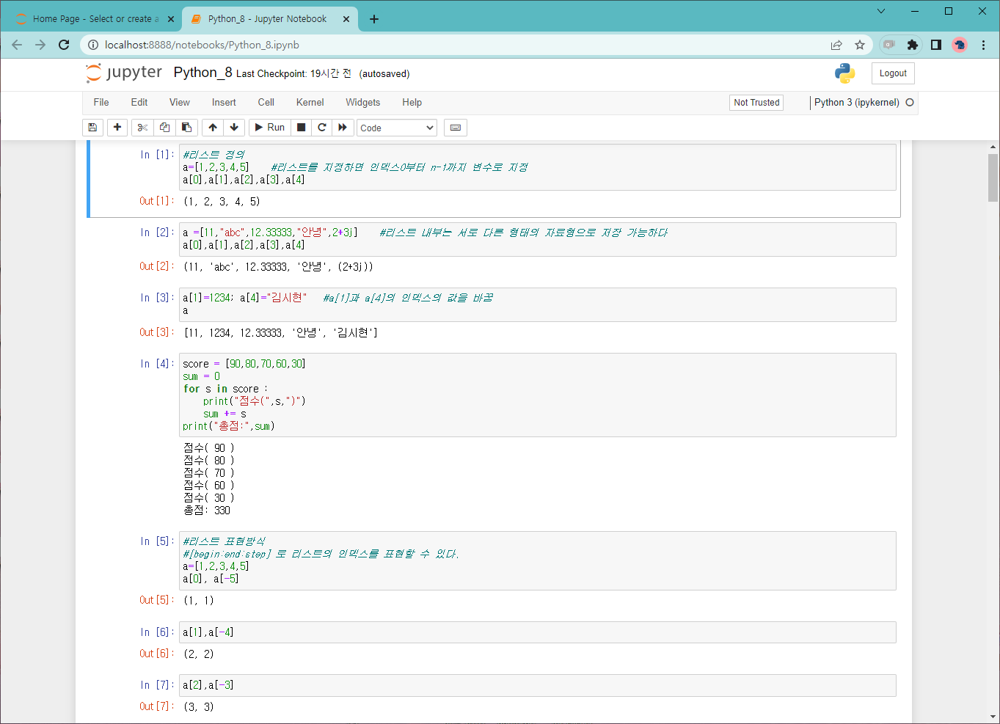 Home Page - Select or create a
Python_8 - Jupyter Notebook
localhost:8888/notebooks/Python_8.ipynb
jupyter Python_8 Last Checkpoint: 19시간 전 (autosaved)
Logout
File Edit View Insert Cell Kernel Widgets Help
Not Trusted
Python 3 (ipykernel)
Run
Code
In [1]: #리스트 정의
a=[1,2,3,4,5] #리스트를 지정하면 인덱스0부터 n-1까지 변수로 지정
a[0],a[1],a[2],a[3],a[4]
Out[1]: (1, 2, 3, 4, 5)
In [2]: a =[11,"abc",12.33333,"안녕",2+3j] #리스트 내부는 서로 다른 형태의 자료형으로 저장 가능하다
a[0],a[1],a[2],a[3],a[4]
Out[2]: (11, 'abc', 12.33333, '안녕', (2+3j))
In [3]: a[1]=1234; a[4]="김시현" #a[1]과 a[4]의 인덱스의 값을 바꿈
a
Out[3]: [11, 1234, 12.33333, '안녕', '김시현']
In [4]: score = [90,80,70,60,30]
sum = 0
for s in score :
print("점수(",s,")")
sum += s
print("총점:",sum)
점수( 90 )
점수( 80 )
점수( 70 )
점수( 60 )
점수( 30 )
총점: 330
In [5]: #리스트 표현방식
#[begin:end:step] 로 리스트의 인덱스를 표현할 수 있다.
a=[1,2,3,4,5]
a[0], a[-5]
Out[5]: (1, 1)
In [6]: a[1],a[-4]
Out[6]: (2, 2)
In [7]: a[2],a[-3]
Out[7]: (3, 3)